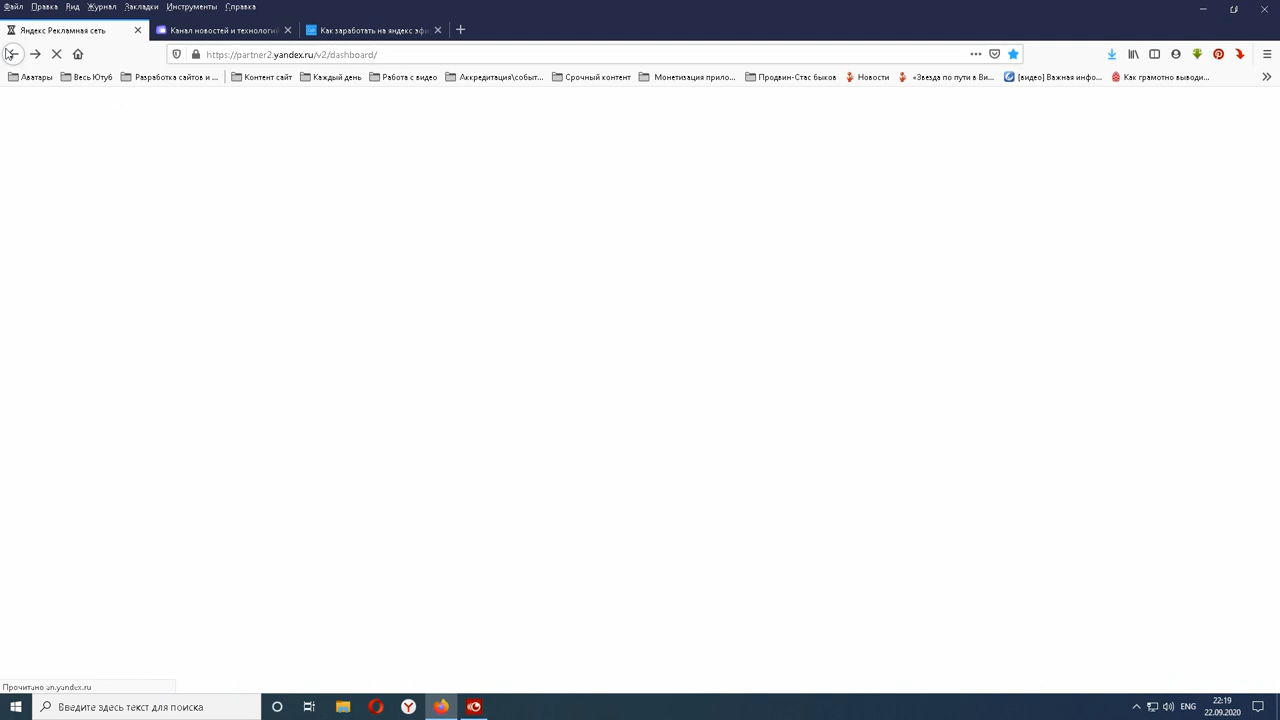 Файл Правка Вид Журнал Закладки Инструменты Справка
Яндекс Рекламная сеть Канал новостей и технологий Как заработать на яндекс эфи
https://partner2.yandex.ru/v2/dashboard/
Аватары Весь Ютуб Разработка сайтов и ... Контент сайт Каждый день Работа с видео Аккредитация\событ... Срочный контент Монетизация прило... Продвин-Стас быков Новости «Звезда по пути в Ви... [видео] Важная инфо... Как грамотно выводи...
Прочитано an.yandex.ru
Введите здесь текст для поиска
ENG
22:19
22.09.2020